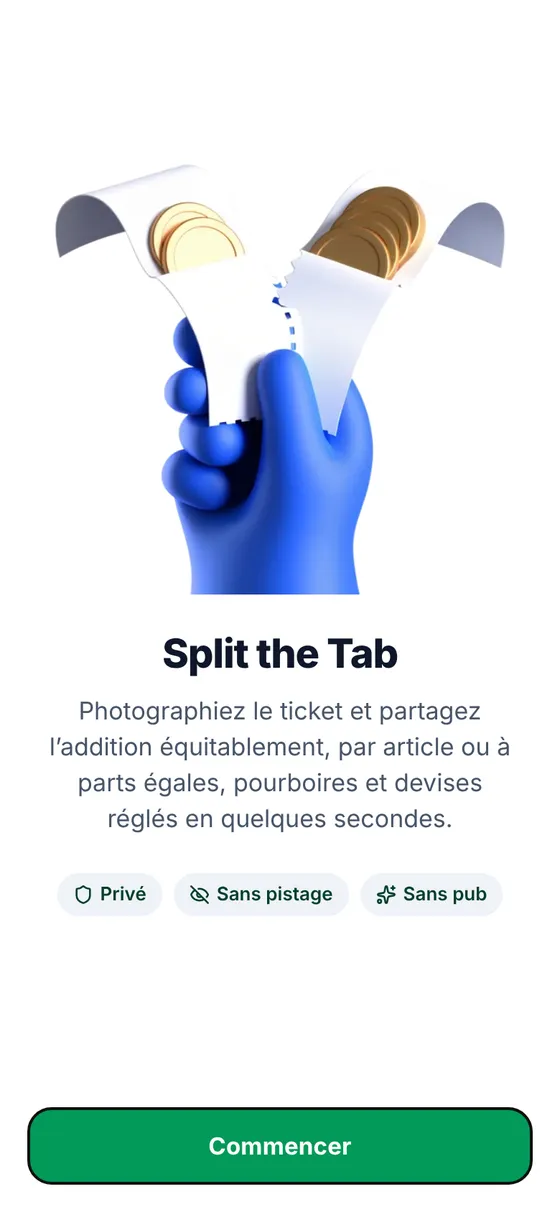 Split the Tab
Photographiez le ticket et partagez
l’addition équitablement, par article ou à
parts égales, pourboires et devises
réglés en quelques secondes.
Privé
Sans pistage
Sans pub
Commencer